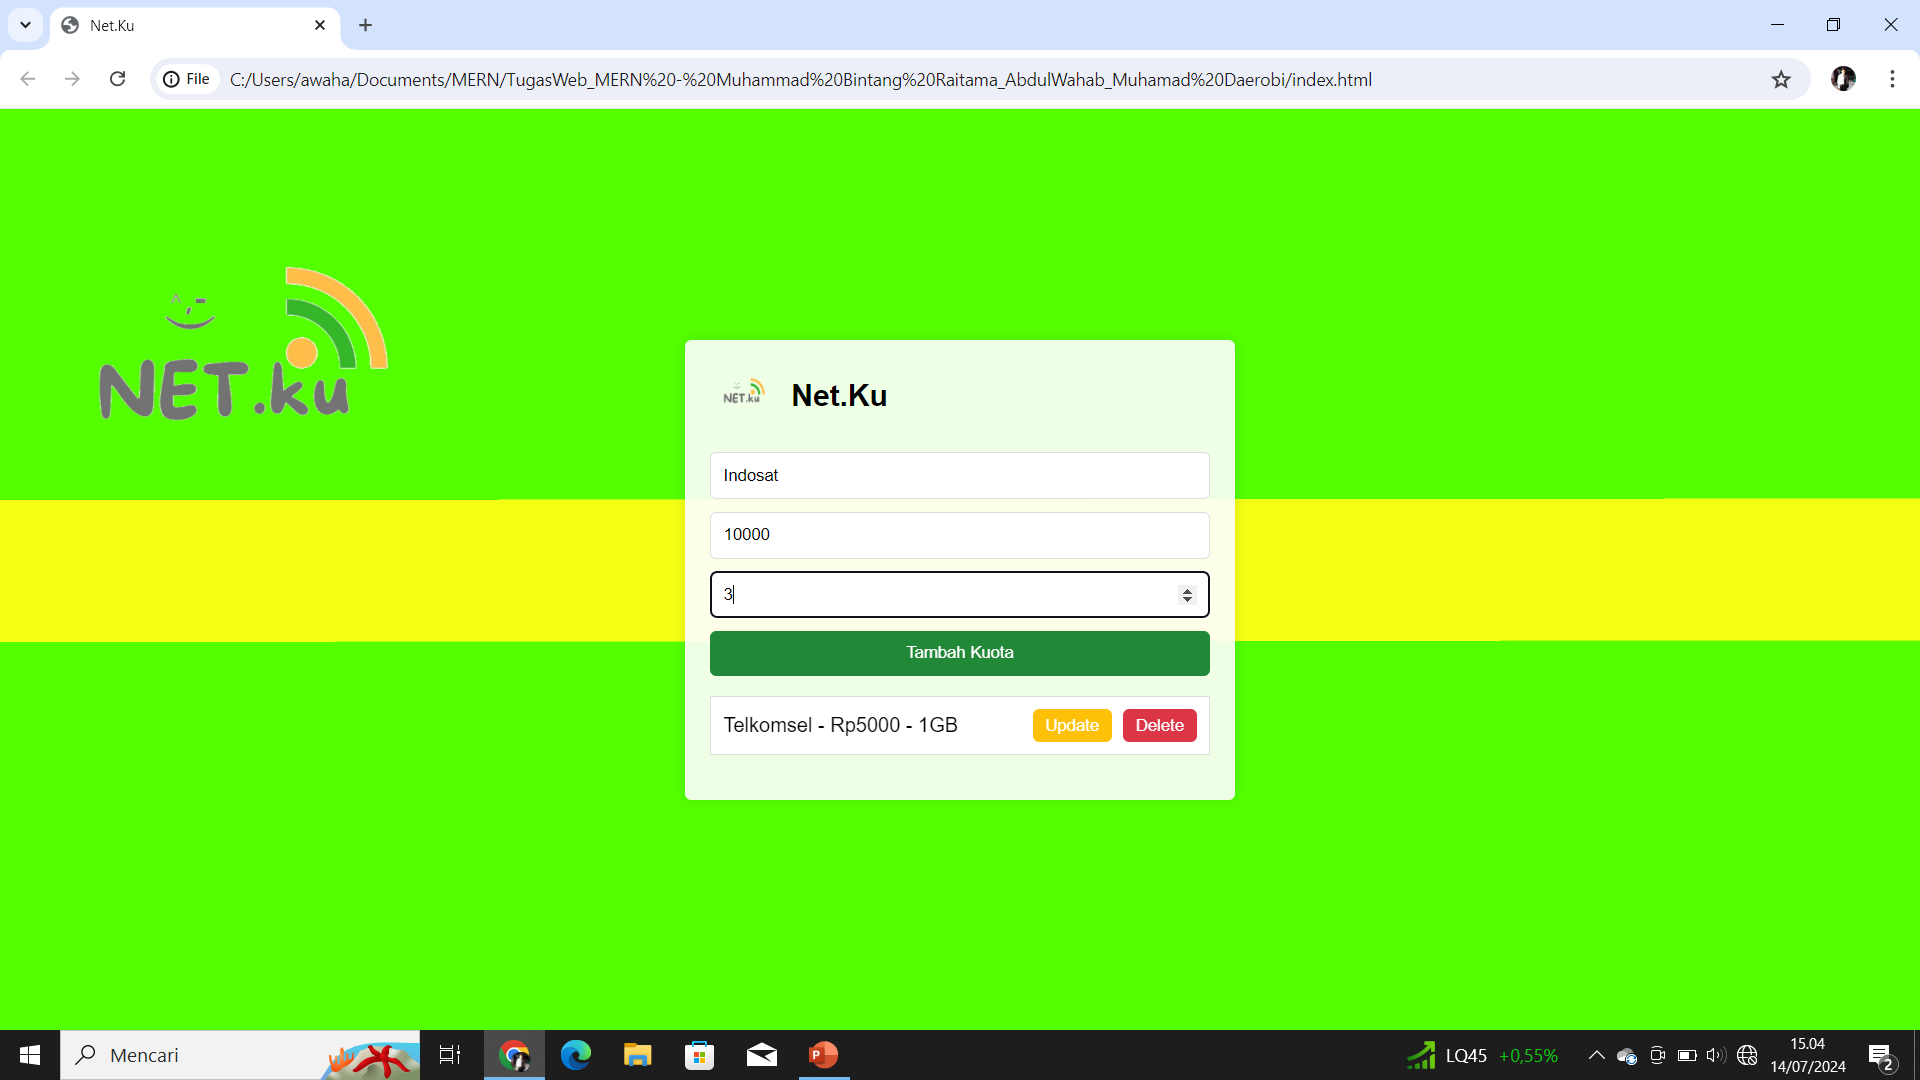 Net.Ku
File
C:/Users/awaha/Documents/MERN/TugasWeb_MERN%20-%20Muhammad%20Bintang%20Raitama_AbdulWahab_Muhamad%20Daerobi/index.html
NET.ku
NET.ku
Net.Ku
Indosat
10000
3
Tambah Kuota
Telkomsel - Rp5000 - 1GB
Update
Delete
Mencari
LQ45 +0,55%
15.04
14/07/2024
2